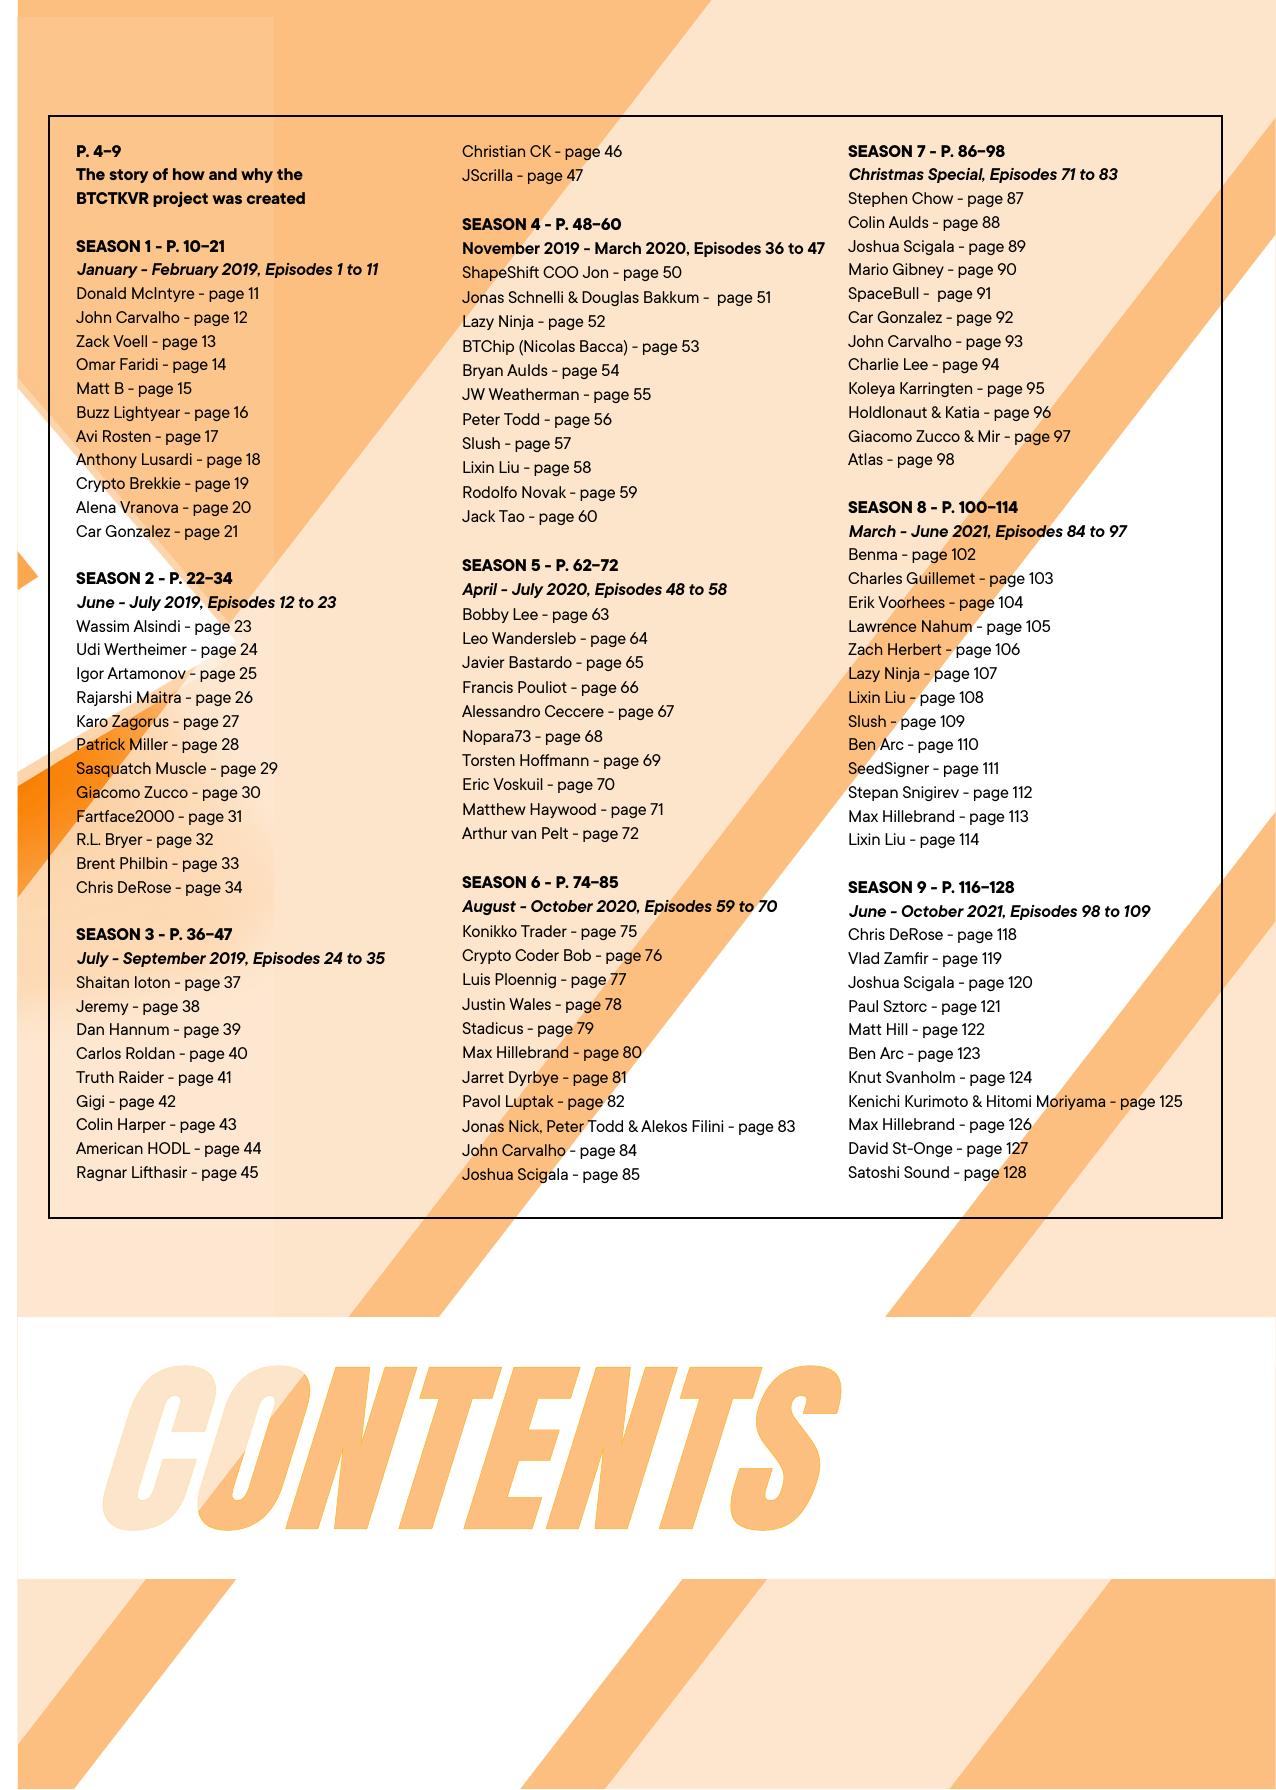 P. 4–9
The story of how and why the
BTCTKVR project was created
SEASON 1 - P. 10–21
January - February 2019, Episodes 1 to 11
Donald McIntyre - page 11
John Carvalho - page 12
Zack Voell - page 13
Omar Faridi - page 14
Matt B - page 15
Buzz Lightyear - page 16
Avi Rosten - page 17
Anthony Lusardi - page 18
Crypto Brekkie - page 19
Alena Vranova - page 20
Car Gonzalez - page 21
SEASON 2 - P. 22–34
June - July 2019, Episodes 12 to 23
Wassim Alsindi - page 23
Udi Wertheimer - page 24
Igor Artamonov - page 25
Rajarshi Maitra - page 26
Karo Zagorus - page 27
Patrick Miller - page 28
Sasquatch Muscle - page 29
Giacomo Zucco - page 30
Fartface2000 - page 31
R.L. Bryer - page 32
Brent Philbin - page 33
Chris DeRose - page 34
SEASON 3 - P. 36–47
July - September 2019, Episodes 24 to 35
Shaitan Ioton - page 37
Jeremy - page 38
Dan Hannum - page 39
Carlos Roldan - page 40
Truth Raider - page 41
Gigi - page 42
Colin Harper - page 43
American HODL - page 44
Ragnar Lifthasir - page 45
Christian CK - page 46
JScrilla - page 47
SEASON 4 - P. 48–60
November 2019 - March 2020, Episodes 36 to 47
ShapeShift COO Jon - page 50
Jonas Schnelli & Douglas Bakkum - page 51
Lazy Ninja - page 52
BTChip (Nicolas Bacca) - page 53
Bryan Aulds - page 54
JW Weatherman - page 55
Peter Todd - page 56
Slush - page 57
Lixin Liu - page 58
Rodolfo Novak - page 59
Jack Tao - page 60
SEASON 5 - P. 62–72
April - July 2020, Episodes 48 to 58
Bobby Lee - page 63
Leo Wandersleb - page 64
Javier Bastardo - page 65
Francis Pouliot - page 66
Alessandro Ceccere - page 67
Nopara73 - page 68
Torsten Hoffmann - page 69
Eric Voskuil - page 70
Matthew Haywood - page 71
Arthur van Pelt - page 72
SEASON 6 - P. 74–85
August - October 2020, Episodes 59 to 70
Konikko Trader - page 75
Crypto Coder Bob - page 76
Luis Ploennig - page 77
Justin Wales - page 78
Stadicus - page 79
Max Hillebrand - page 80
Jarret Dyrbye - page 81
Pavol Luptak - page 82
Jonas Nick, Peter Todd & Alekos Filini - page 83
John Carvalho - page 84
Joshua Scigala - page 85
SEASON 7 - P. 86–98
Christmas Special, Episodes 71 to 83
Stephen Chow - page 87
Colin Aulds - page 88
Joshua Scigala - page 89
Mario Gibney - page 90
SpaceBull - page 91
Car Gonzalez - page 92
John Carvalho - page 93
Charlie Lee - page 94
Koleya Karrington - page 95
Holdlonaut & Katia - page 96
Giacomo Zucco & Mir - page 97
Atlas - page 98
SEASON 8 - P. 100–114
March - June 2021, Episodes 84 to 97
Benma - page 102
Charles Guillemet - page 103
Erik Voorhees - page 104
Lawrence Nahum - page 105
Zach Herbert - page 106
Lazy Ninja - page 107
Lixin Liu - page 108
Slush - page 109
Ben Arc - page 110
SeedSigner - page 111
Stepan Snigirev - page 112
Max Hillebrand - page 113
Lixin Liu - page 114
SEASON 9 - P. 116–128
June - October 2021, Episodes 98 to 109
Chris DeRose - page 118
Vlad Zamfir - page 119
Joshua Scigala - page 120
Paul Sztorc - page 121
Matt Hill - page 122
Ben Arc - page 123
Knut Svanholm - page 124
Kenichi Kurimoto & Hitomi Moriyama - page 125
Max Hillebrand - page 126
David St-Onge - page 127
Satoshi Sound - page 128
CONTENTS